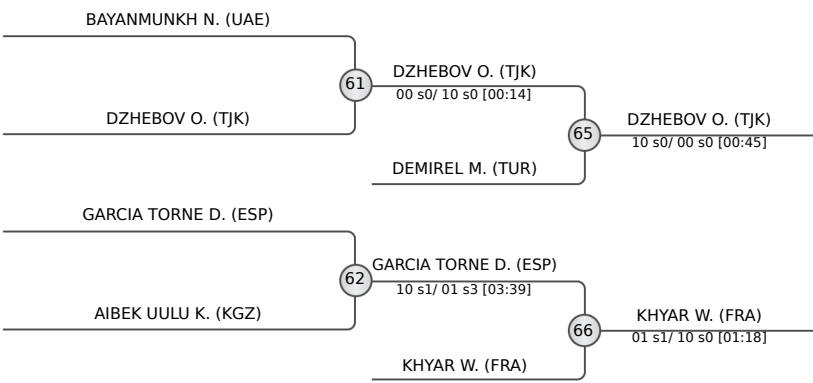 BAYANMUNKH N. (UAE)
61
DZHEBOV O. (TJK)
00 s0/ 10 s0 [00:14]
DZHEBOV O. (TJK)
65
DZHEBOV O. (TJK)
10 s0/ 00 s0 [00:45]
DEMIREL M. (TUR)
GARCIA TORNE D. (ESP)
62
GARCIA TORNE D. (ESP)
10 s1/ 01 s3 [03:39]
AIBEK UULU K. (KGZ)
66
KHYAR W. (FRA)
01 s1/ 10 s0 [01:18]
KHYAR W. (FRA)